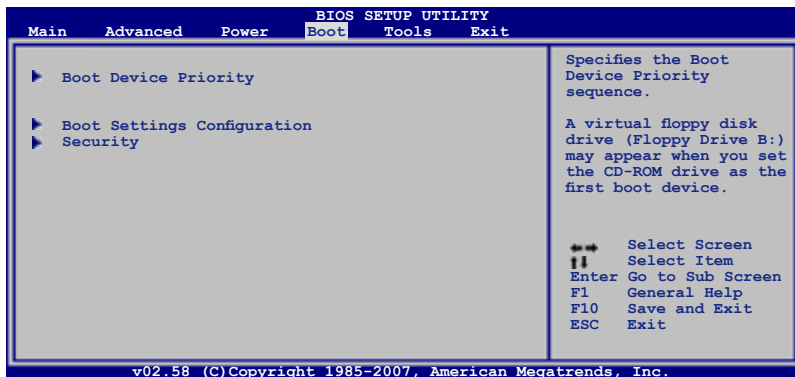 BIOS SETUP UTILITY
Main Advanced Power Boot Tools Exit
Boot Device Priority
Boot Settings Configuration
Security
Specifies the Boot
Device Priority
sequence.
A virtual floppy disk
drive (Floppy Drive B:)
may appear when you set
the CD-ROM drive as the
first boot device.
Select Screen
Select Item
Enter Go to Sub Screen
F1 General Help
F10 Save and Exit
ESC Exit
v02.58 (C)Copyright 1985-2007, American Megatrends, Inc.